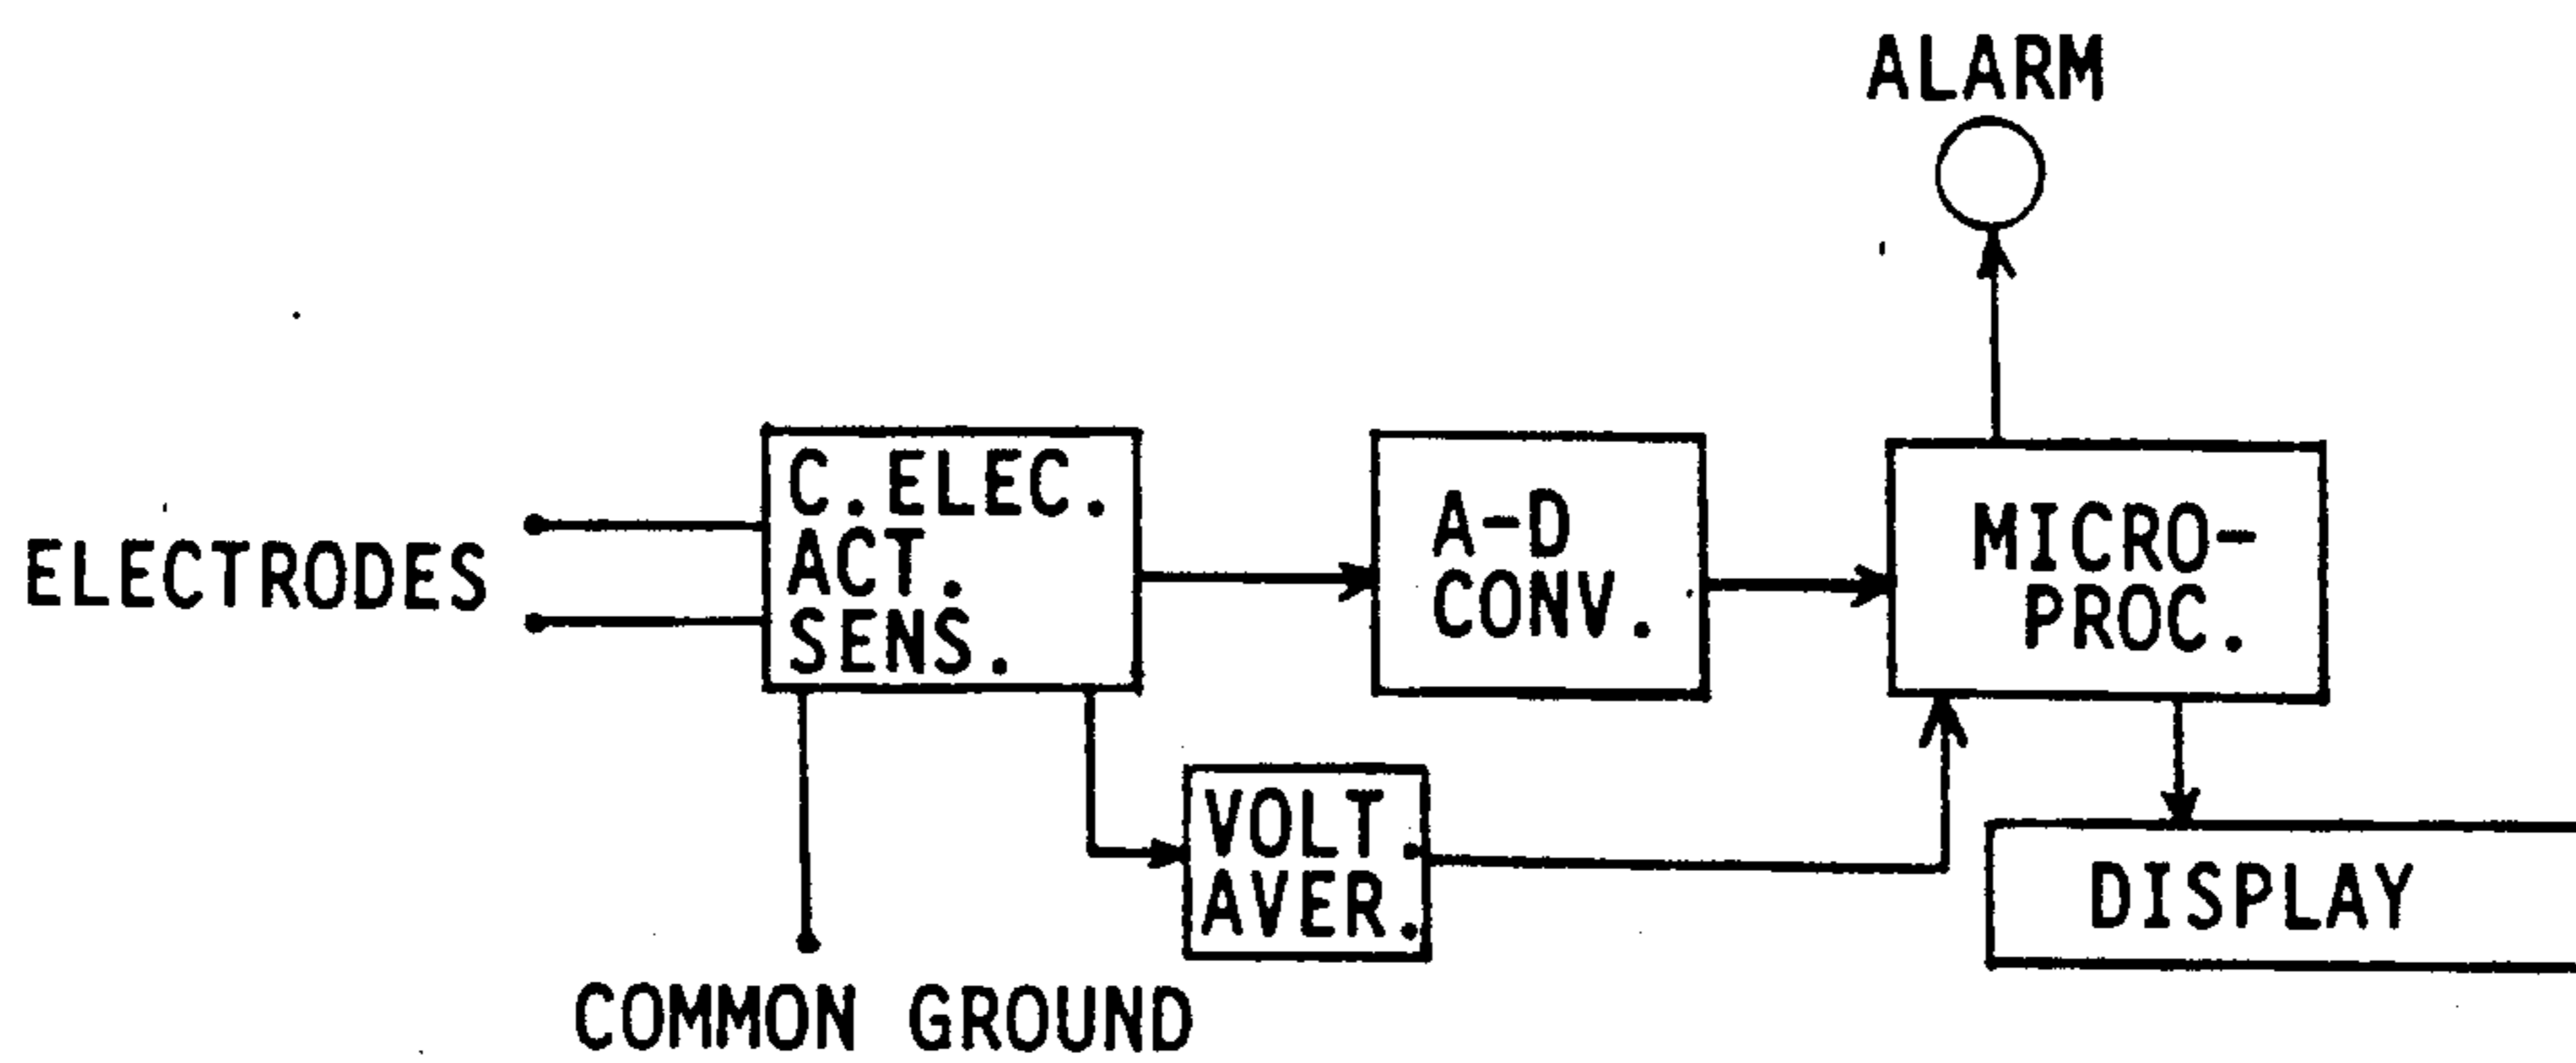 ALARM
ELECTRODES
C.ELEC.
ACT.
SENS.
A-D
CONV.
MICRO-
PROC.
VOLT.
AVER.
DISPLAY
COMMON GROUND